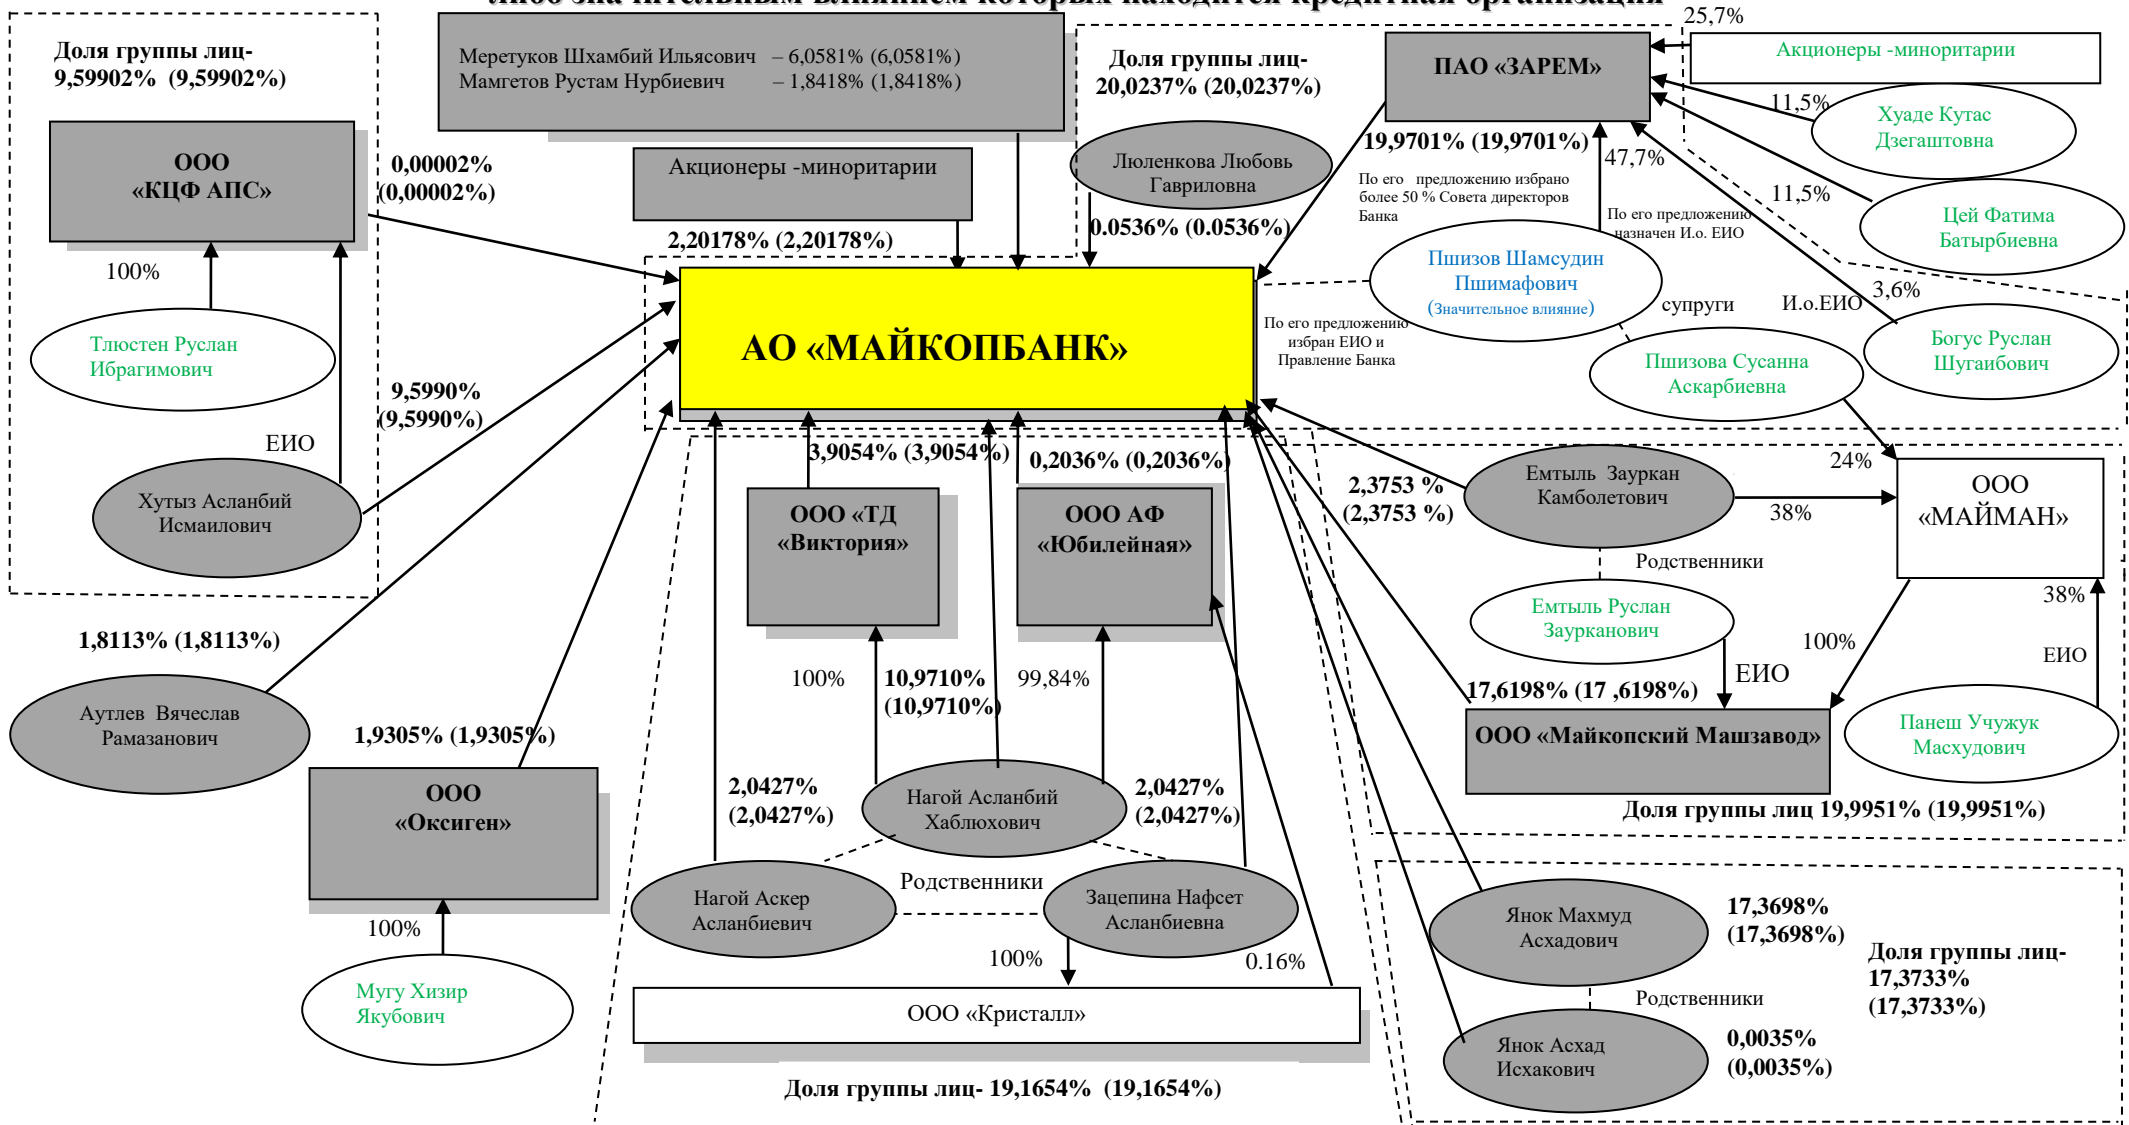 либо значительным влиянием которых находится кредитная организация
Доля группы лиц-
9,59902% (9,59902%)
ООО
«КЦФ АПС»
0,00002%
(0,00002%)
100%
Тлюстен Руслан
Ибрагимович
ЕИО
9,5990%
(9,5990%)
Хутыз Асланбий
Исмаилович
1,8113% (1,8113%)
Аутлев Вячеслав
Рамазанович
1,9305% (1,9305%)
ООО
«Оксиген»
100%
Мугу Хизир
Якубович
Меретуков Шхамбий Ильясович – 6,0581% (6,0581%)
Мамгетов Рустам Нурбиевич – 1,8418% (1,8418%)
Акционеры -миноритарии
2,20178% (2,20178%)
Доля группы лиц-
20,0237% (20,0237%)
Люленкова Любовь
Гавриловна
0.0536% (0.0536%)
АО «МАЙКОПБАНК»
ПАО «ЗАРЕМ»
19,9701% (19,9701%)
25,7%
Акционеры -миноритарии
11,5%
Хуаде Кутас
Дзегаштовна
47,7%
11,5%
Цей Фатима
Батырбиевна
По его предложению избрано
более 50 % Совета директоров
Банка
По его предложению
назначен И.о. ЕИО
Пшизов Шамсудин
Пшимафович
(Значительное влияние)
супруги
И.о.ЕИО
3,6%
Богус Руслан
Шугаибович
По его предложению
избран ЕИО и
Правление Банка
Пшизова Сусанна
Аскарбиевна
3,9054% (3,9054%)
0,2036% (0,2036%)
ООО «ТД
«Виктория»
ООО АФ
«Юбилейная»
100%
10,9710%
(10,9710%)
99,84%
2,0427%
(2,0427%)
Нагой Асланбий
Хаблюхович
2,0427%
(2,0427%)
Нагой Аскер
Асланбиевич
Родственники
Зацепина Нафсет
Асланбиевна
100%
0.16%
ООО «Кристалл»
Доля группы лиц- 19,1654% (19,1654%)
2,3753 %
(2,3753 %)
Емтыль Зауркан
Камболетович
24%
38%
ООО
«МАЙМАН»
Родственники
Емтыль Руслан
Заурканович
38%
100%
ЕИО
ЕИО
17,6198% (17 ,6198%)
ООО «Майкопский Машзавод»
Панеш Учужук
Масхудович
Доля группы лиц 19,9951% (19,9951%)
Янок Махмуд
Асхадович
17,3698%
(17,3698%)
Доля группы лиц-
17,3733%
(17,3733%)
Родственники
Янок Асхад
Исхакович
0,0035%
(0,0035%)